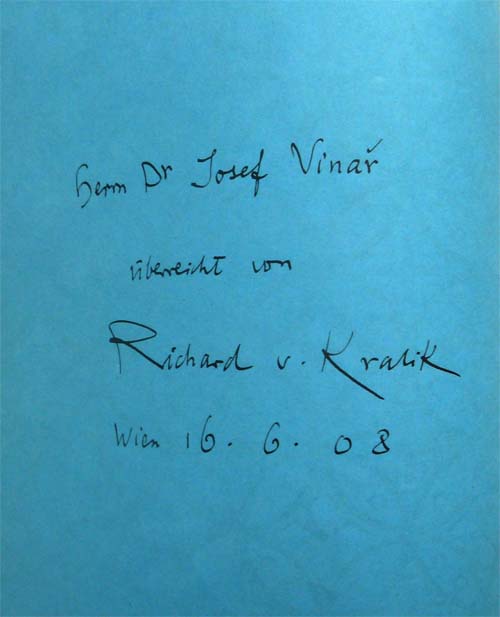 Herrn Dr Josef Vinař
überreicht von
Richard v. Kralik
Wien 16. 6. 08